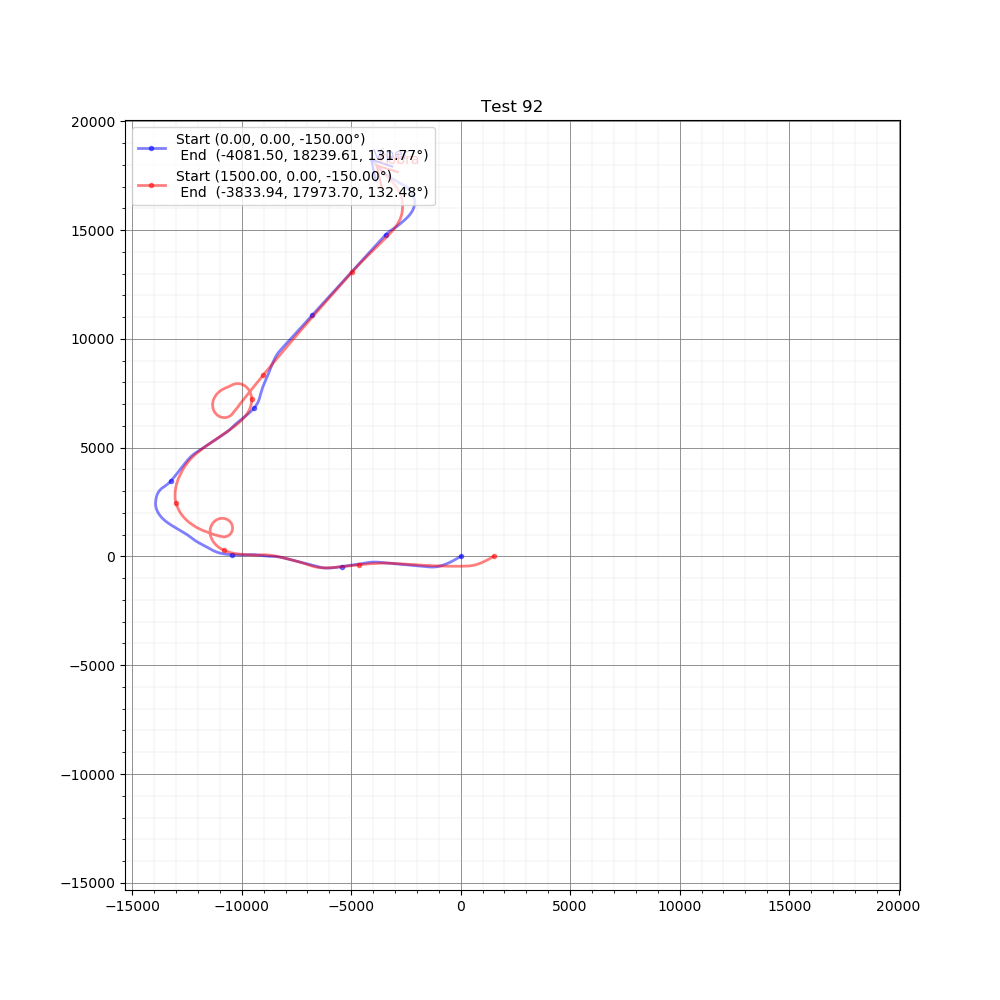 Test 92
Start (0.00, 0.00, -150.00°)
End (-4081.50, 18239.61, 131.77°)
Start (1500.00, 0.00, -150.00°)
End (-3833.94, 17973.70, 132.48°)
20000
15000
10000
5000
0
−5000
−10000
−15000
−15000 −10000 −5000 0 5000 10000 15000 20000